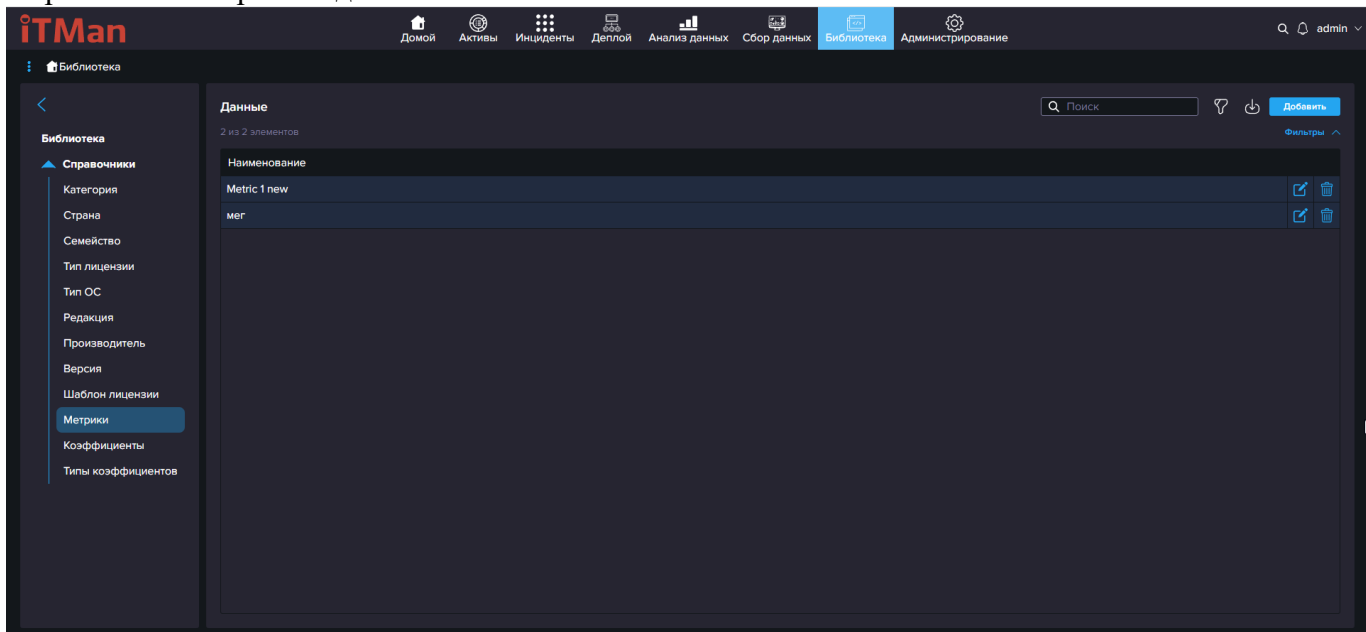 iTMan
Домой Активы Инциденты Деплой Анализ данных Сбор данных Библиотека Администрирование
admin
Библиотека
Данные
Поиск
Добавить
2 из 2 элементов
Фильтры
Библиотека
Справочники
Категория
Страна
Семейство
Тип лицензии
Тип ОС
Редакция
Производитель
Версия
Шаблон лицензии
Метрики
Коэффициенты
Типы коэффициентов
Наименование
Metric 1 new
мег